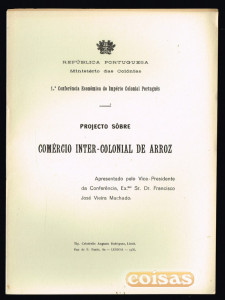 REPÚBLICA PORTUGUESA
Ministério das Colónias
1.ª Conferência Económica do Império Colonial Português
PROJECTO SÔBRE
COMÉRCIO INTER-COLONIAL DE ARROZ
Apresentado pelo Vice-Presidente
da Conferência, Ex.mo Sr. Dr. Francisco
José Vieira Machado
coisas